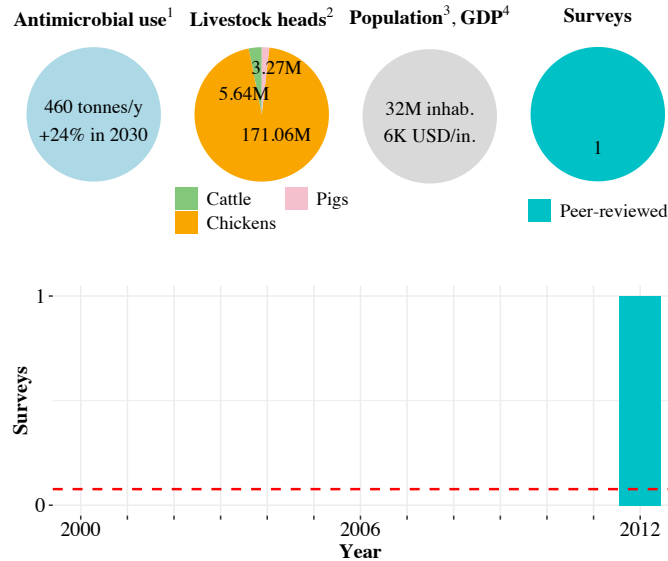 Antimicrobial use¹
Livestock heads²
Population³, GDP⁴
Surveys
460 tonnes/y
+24% in 2030
3.27M
5.64M
171.06M
32M inhab.
6K USD/in.
1
Cattle
Pigs
Chickens
Peer-reviewed
1
0
Surveys
2000
2006
2012
Year